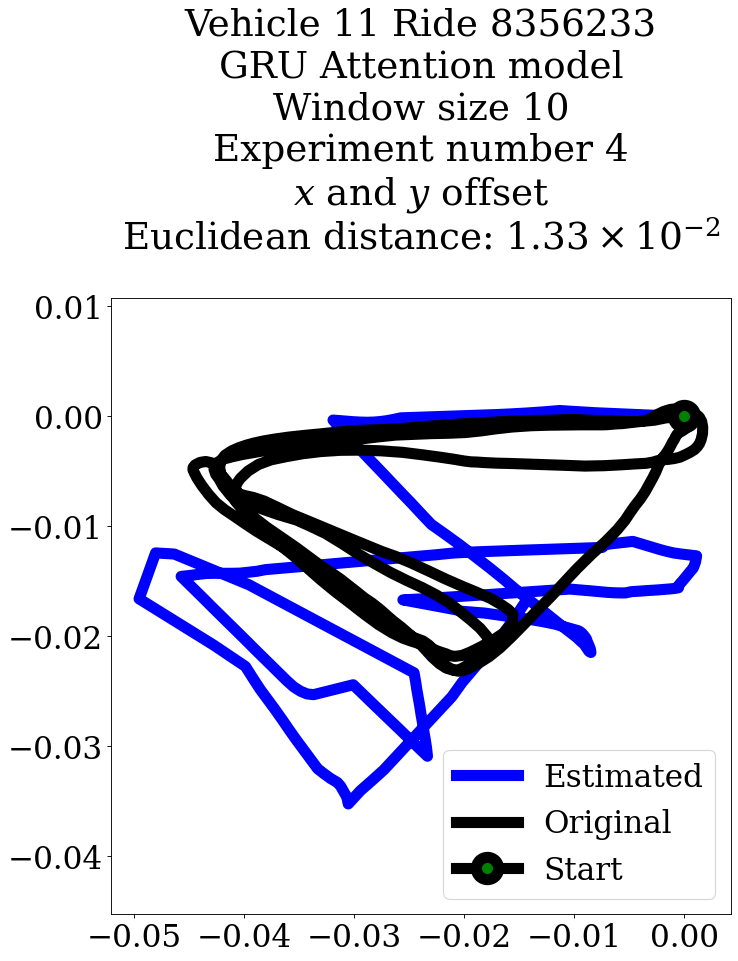 Vehicle 11 Ride 8356233
GRU Attention model
Window size 10
Experiment number 4
x and y offset
Euclidean distance: 1.33 × 10⁻²
0.01
0.00
−0.01
−0.02
−0.03
−0.04
Estimated
Original
Start
−0.05 −0.04 −0.03 −0.02 −0.01 0.00